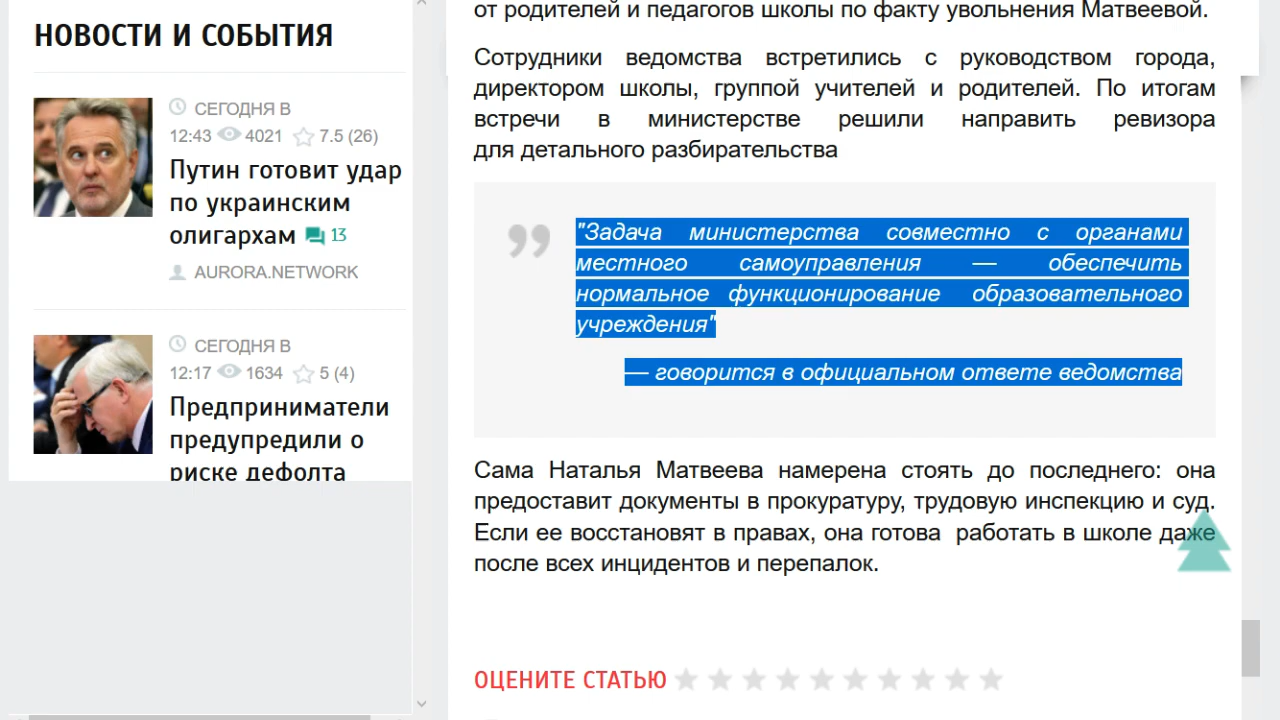 НОВОСТИ И СОБЫТИЯ
СЕГОДНЯ В
12:43 4021 7.5 (26)
Путин готовит удар
по украинским
олигархам 13
AURORA.NETWORK
СЕГОДНЯ В
12:17 1634 5 (4)
Предприниматели
предупредили о
риске дефолта
от родителей и педагогов школы по факту увольнения Матвеевой.
Сотрудники ведомства встретились с руководством города,
директором школы, группой учителей и родителей. По итогам
встречи в министерстве решили направить ревизора
для детального разбирательства
"Задача министерства совместно с органами
местного самоуправления — обеспечить
нормальное функционирование образовательного
учреждения"
— говорится в официальном ответе ведомства
Сама Наталья Матвеева намерена стоять до последнего: она
предоставит документы в прокуратуру, трудовую инспекцию и суд.
Если ее восстановят в правах, она готова работать в школе даже
после всех инцидентов и перепалок.
ОЦЕНИТЕ СТАТЬЮ